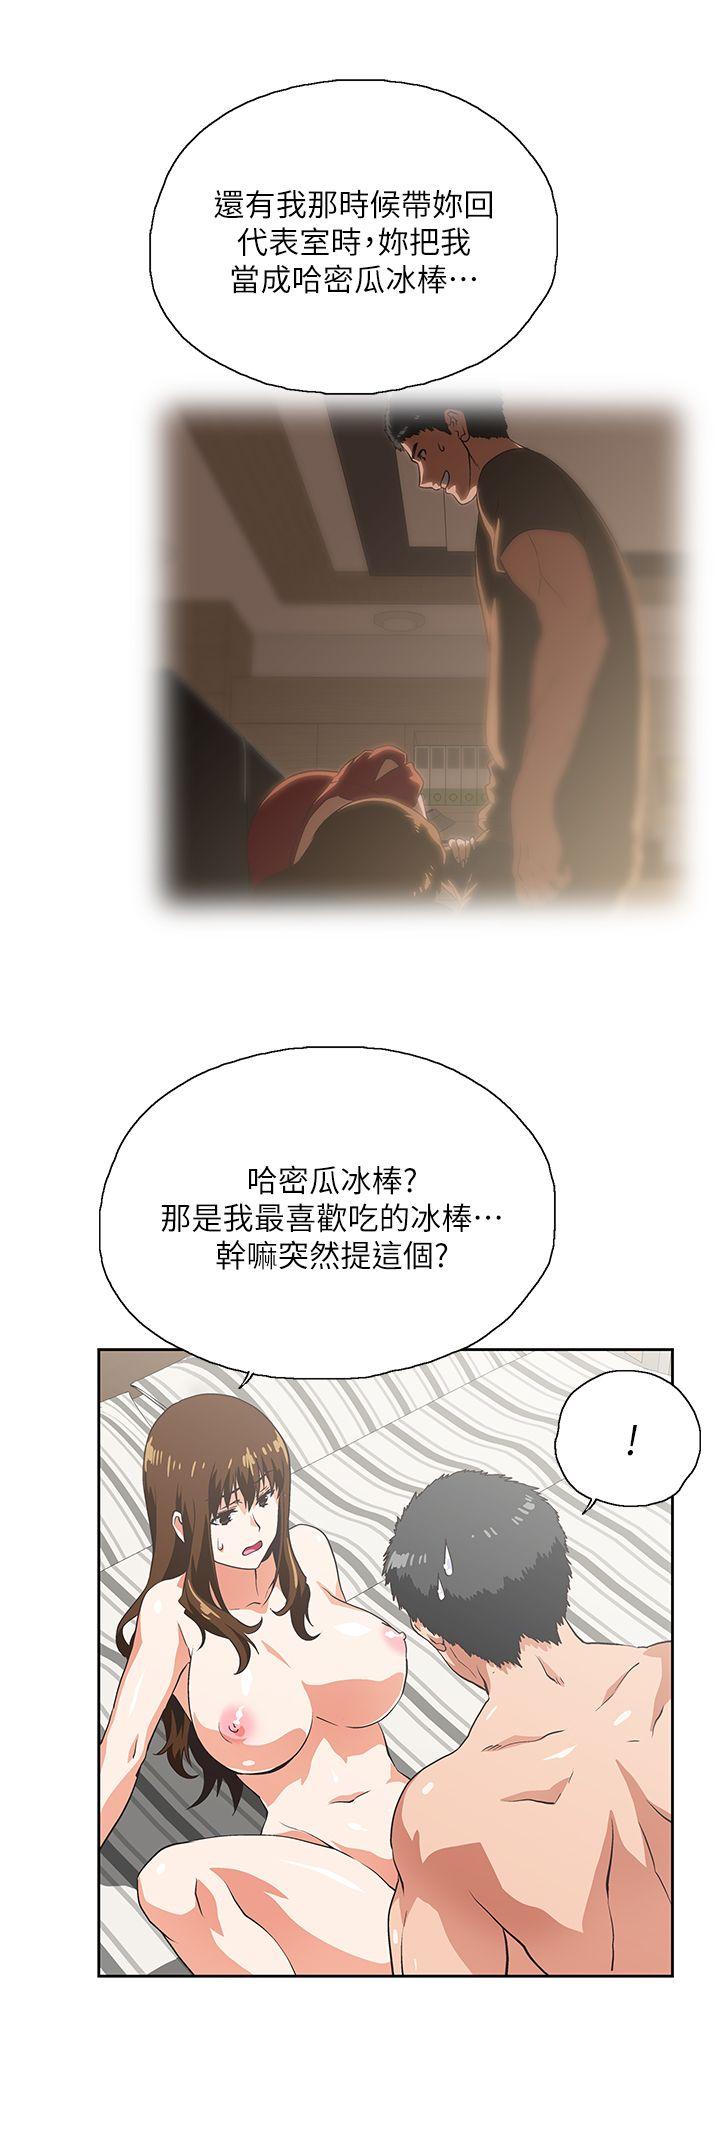 還有我那時候帶妳回
代表室時，妳把我
當成哈密瓜冰棒⋯
哈密瓜冰棒？
那是我最喜歡吃的冰棒⋯
幹嘛突然提這個？
！